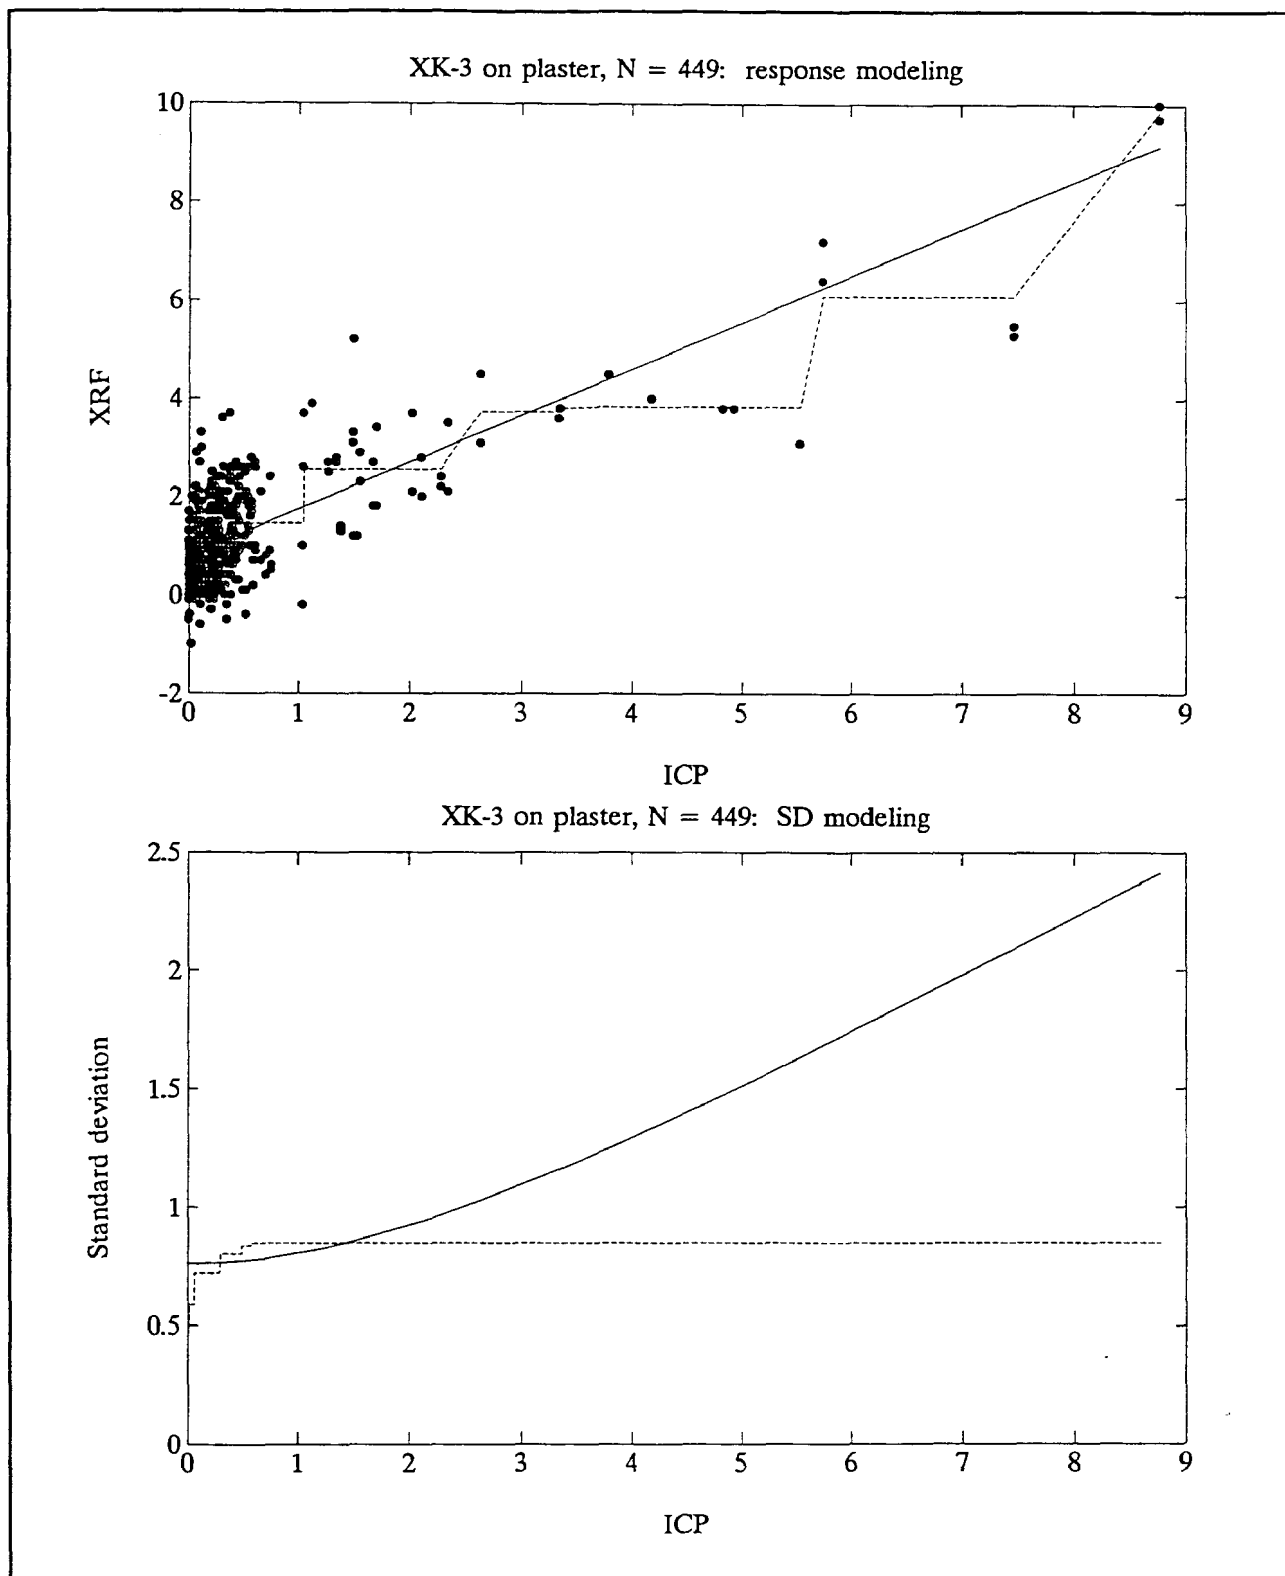 XK-3 on plaster, N = 449: response modeling
10
8
6
4
2
0
-2
XRF
0 1 2 3 4 5 6 7 8 9
ICP
XK-3 on plaster, N = 449: SD modeling
2.5
2
1.5
1
0.5
0
Standard deviation
0 1 2 3 4 5 6 7 8 9
ICP